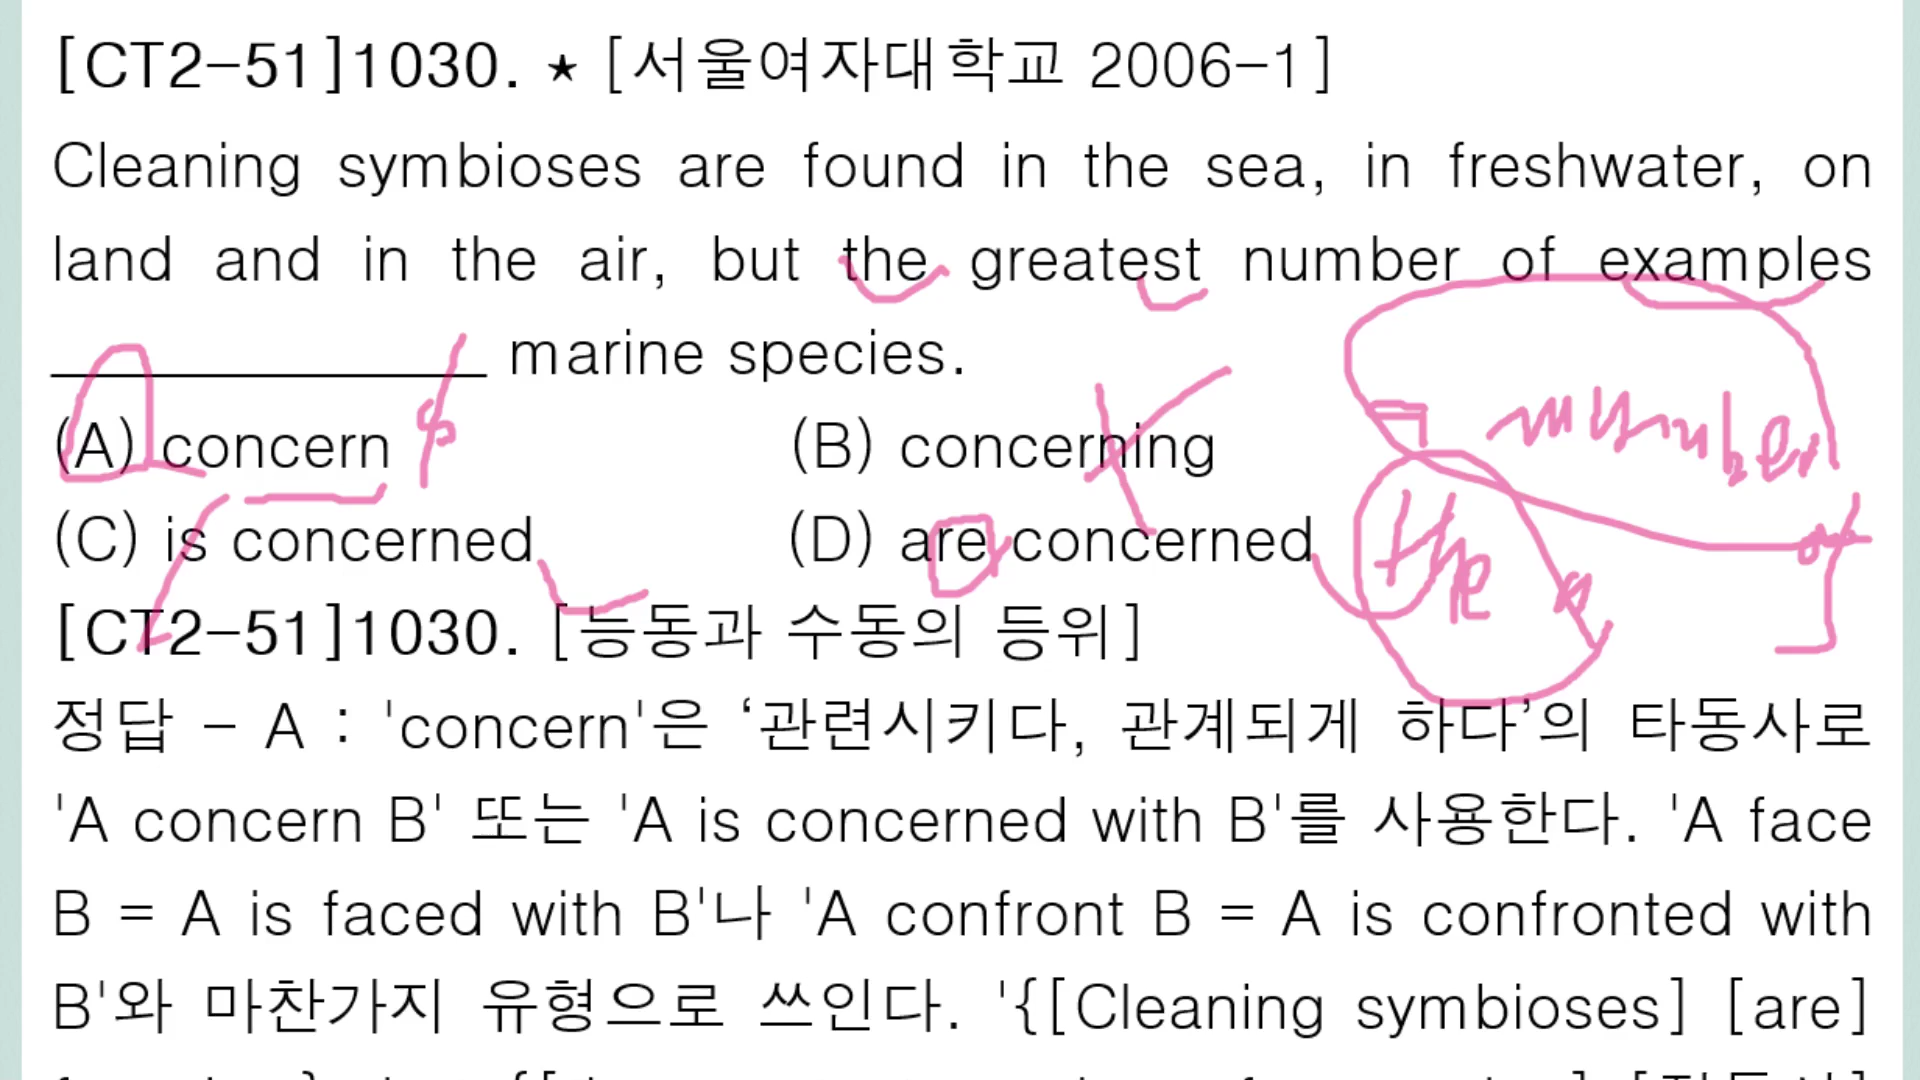 [CT2-51]1030. ★ [서울여자대학교 2006-1]
Cleaning symbioses are found in the sea, in freshwater, on
land and in the air, but the greatest number of examples
____________ marine species.
(A) concern (B) concerning
(C) is concerned (D) are concerned
number
the
[CT2-51]1030. [능동과 수동의 등위]
정답 - A : 'concern'은 ‘관련시키다, 관계되게 하다’의 타동사로
'A concern B' 또는 'A is concerned with B'를 사용한다. 'A face
B = A is faced with B'나 'A confront B = A is confronted with
B'와 마찬가지 유형으로 쓰인다. '{[Cleaning symbioses] [are]